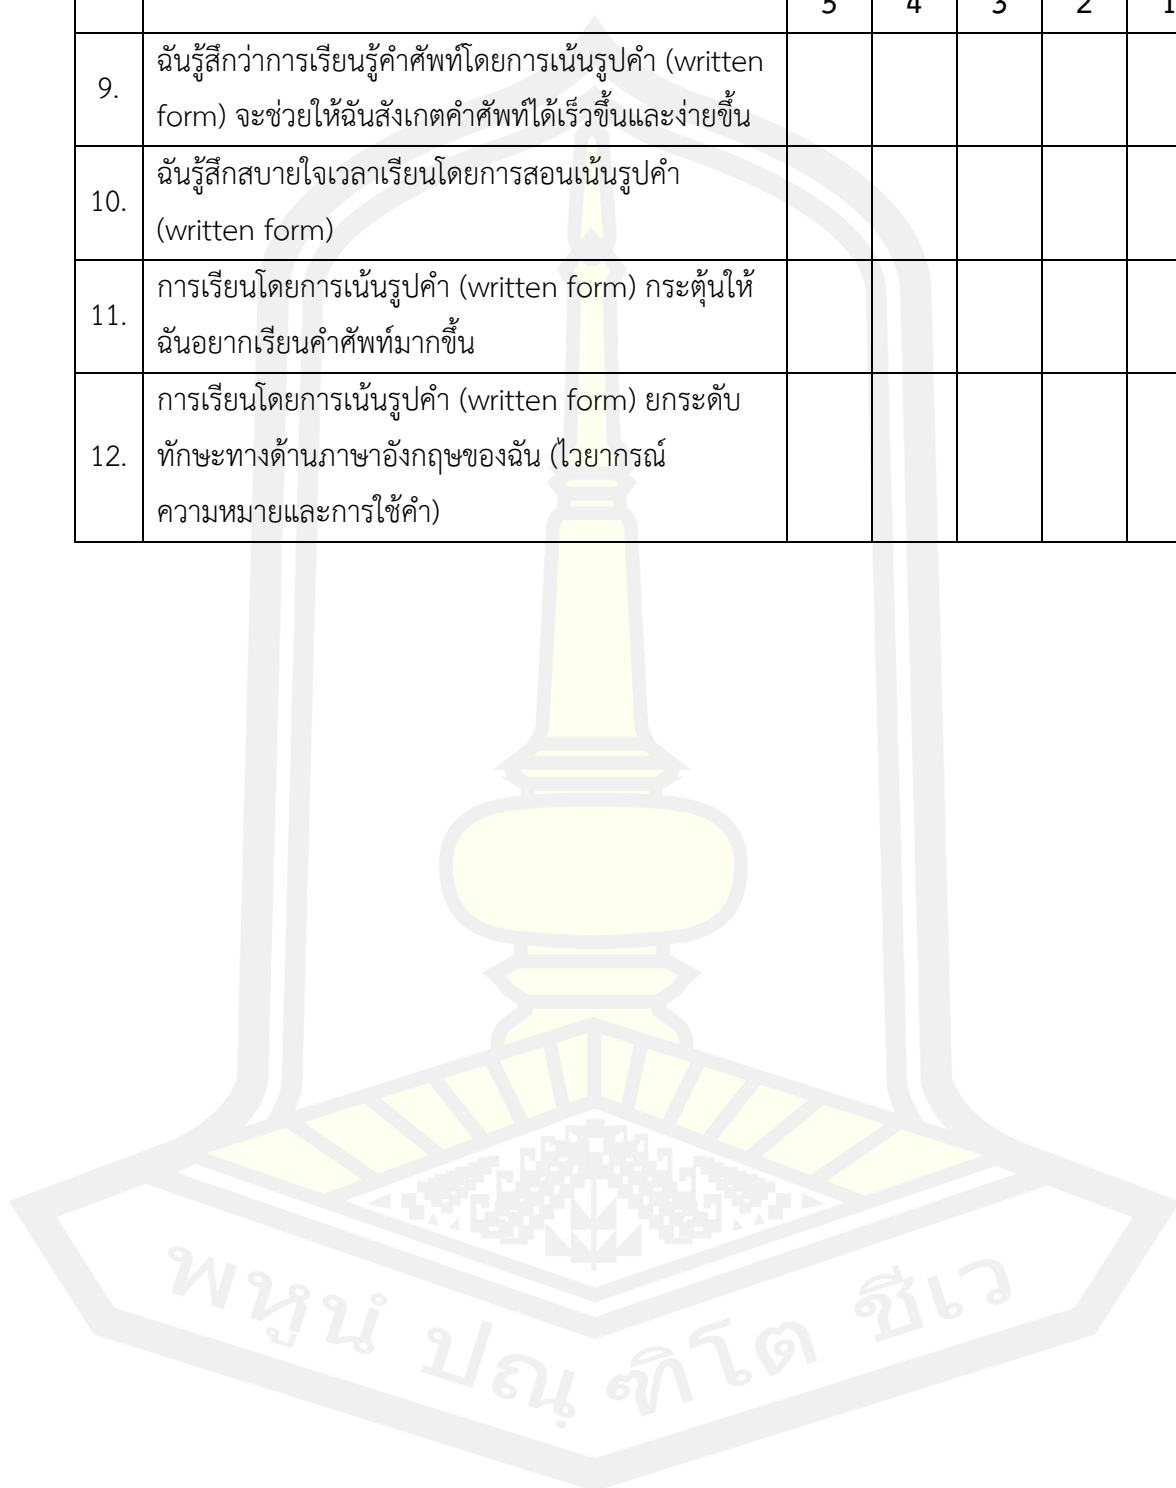 5 4 3 2 1
9. ฉันรู้สึกว่าการเรียนรู้คำศัพท์โดยการเน้นรูปคำ (written
form) จะช่วยให้ฉันสังเกตคำศัพท์ได้เร็วขึ้นและง่ายขึ้น
10. ฉันรู้สึกสบายใจเวลาเรียนโดยการสอนเน้นรูปคำ
(written form)
11. การเรียนโดยการเน้นรูปคำ (written form) กระตุ้นให้
ฉันอยากเรียนคำศัพท์มากขึ้น
12. การเรียนโดยการเน้นรูปคำ (written form) ยกระดับ
ทักษะทางด้านภาษาอังกฤษของฉัน (ไวยากรณ์
ความหมายและการใช้คำ)
พหูนํ ปณฺฑิโต ชีเว